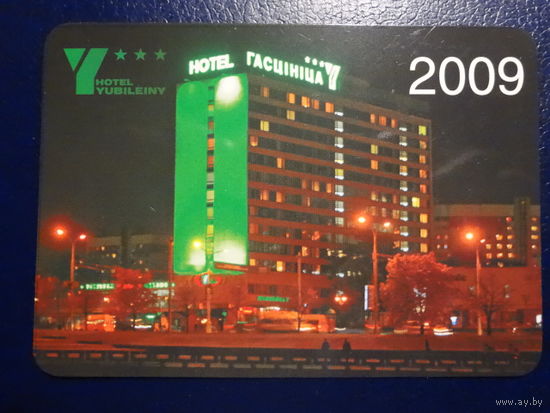 Y ★★★
HOTEL
YUBILEINY
HOTEL ГАСЦІНІЦА ★★★ Y
2009
www.ay.by